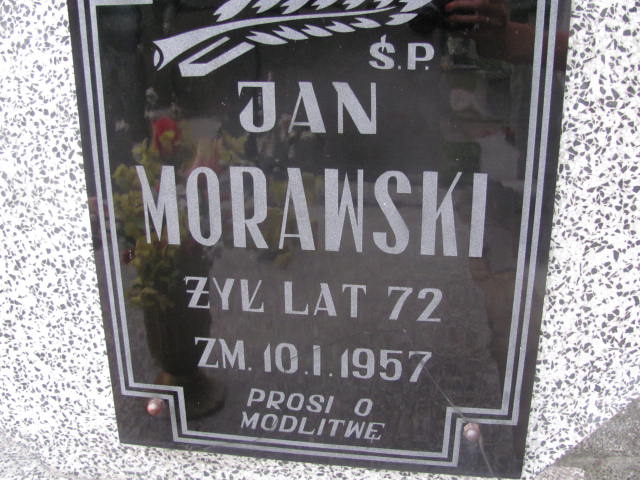 Ś.P.
JAN
MORAWSKI
ŻYŁ LAT 72
ZM. 10.I.1957
PROSI O
MODLITWĘ